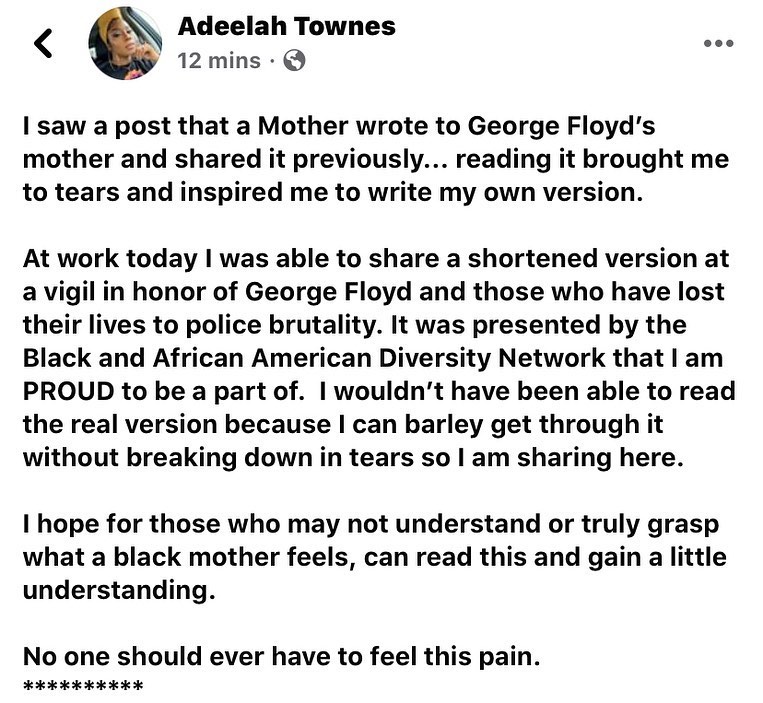 Adeelah Townes
12 mins ·
I saw a post that a Mother wrote to George Floyd's
mother and shared it previously... reading it brought me
to tears and inspired me to write my own version.
At work today I was able to share a shortened version at
a vigil in honor of George Floyd and those who have lost
their lives to police brutality. It was presented by the
Black and African American Diversity Network that I am
PROUD to be a part of.  I wouldn't have been able to read
the real version because I can barley get through it
without breaking down in tears so I am sharing here.
I hope for those who may not understand or truly grasp
what a black mother feels, can read this and gain a little
understanding.
No one should ever have to feel this pain.
**********